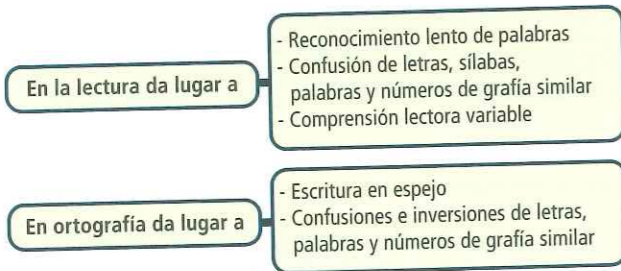 En la lectura da lugar a
- Reconocimiento lento de palabras
- Confusión de letras, sílabas,
palabras y números de grafía similar
- Comprensión lectora variable
En ortografía da lugar a
- Escritura en espejo
- Confusiones e inversiones de letras,
palabras y números de grafía similar